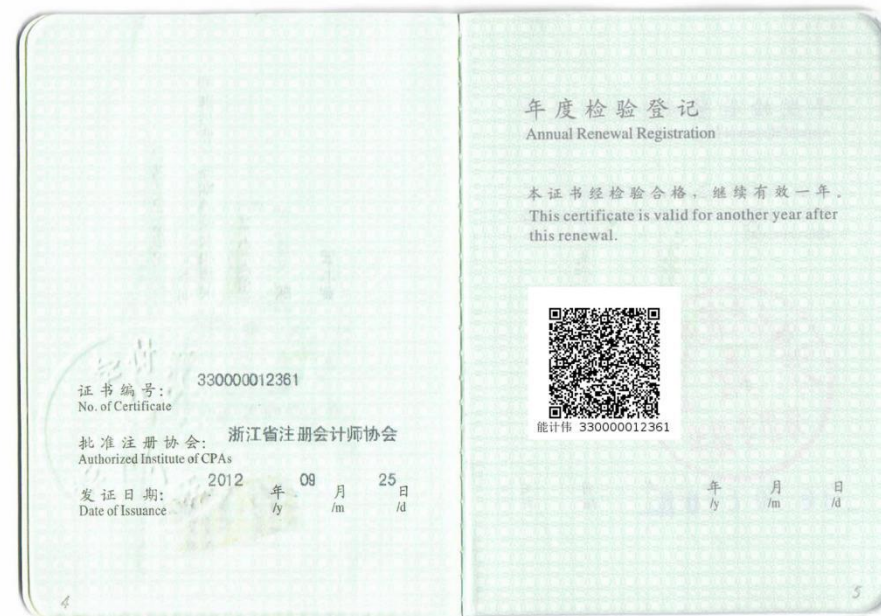 证书编号: 330000012361
No. of Certificate
批准注册协会: 浙江省注册会计师协会
Authorized Institute of CPAs
发证日期: 2012 年 09 月 25 日
Date of Issuance /y /m /d
4
年度检验登记
Annual Renewal Registration
本证书经检验合格，继续有效一年。
This certificate is valid for another year after
this renewal.
能计伟 330000012361
年 月 日
/y /m /d
5